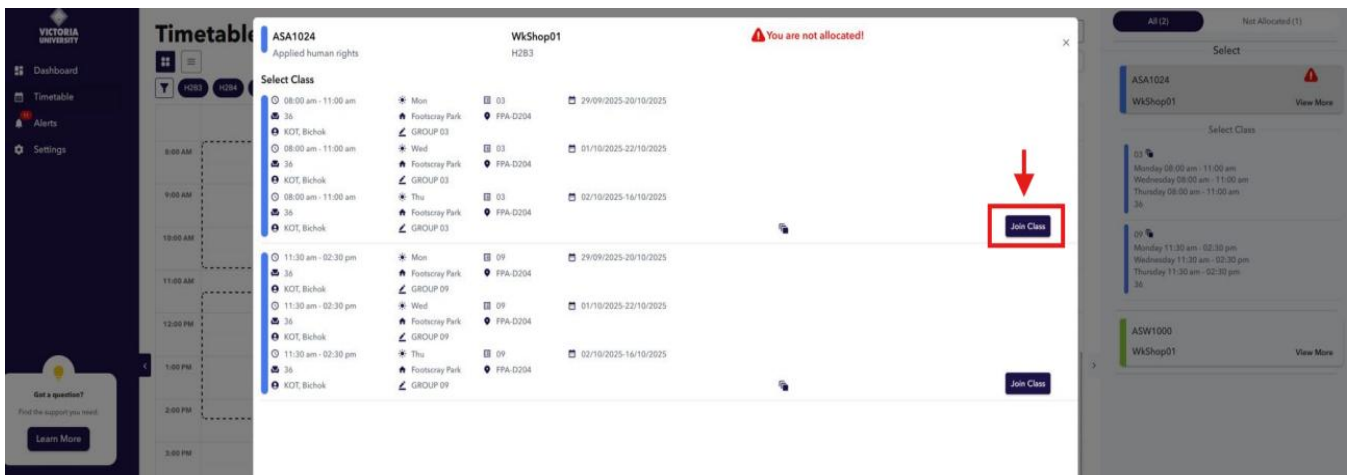 VICTORIA
UNIVERSITY
Dashboard
Timetable
11
Alerts
Settings
Got a question?
Find the support you need.
Learn More
Timetable
H2B3 H2B4
8:00 AM
9:00 AM
10:00 AM
11:00 AM
12:00 PM
1:00 PM
2:00 PM
3:00 PM
ASA1024 WkShop01 You are not allocated!
Applied human rights H2B3
Select Class
08:00 am - 11:00 am Mon 03 29/09/2025-20/10/2025
36 Footscray Park FPA-D204
KOT, Bichok GROUP 03
08:00 am - 11:00 am Wed 03 01/10/2025-22/10/2025
36 Footscray Park FPA-D204
KOT, Bichok GROUP 03
08:00 am - 11:00 am Thu 03 02/10/2025-16/10/2025
36 Footscray Park FPA-D204
KOT, Bichok GROUP 03 Join Class
11:30 am - 02:30 pm Mon 09 29/09/2025-20/10/2025
36 Footscray Park FPA-D204
KOT, Bichok GROUP 09
11:30 am - 02:30 pm Wed 09 01/10/2025-22/10/2025
36 Footscray Park FPA-D204
KOT, Bichok GROUP 09
11:30 am - 02:30 pm Thu 09 02/10/2025-16/10/2025
36 Footscray Park FPA-D204
KOT, Bichok GROUP 09 Join Class
All (2) Not Allocated (1)
Select
ASA1024
WkShop01 View More
Select Class
03
Monday 08:00 am - 11:00 am
Wednesday 08:00 am - 11:00 am
Thursday 08:00 am - 11:00 am
36
09
Monday 11:30 am - 02:30 pm
Wednesday 11:30 am - 02:30 pm
Thursday 11:30 am - 02:30 pm
36
ASW1000
WkShop01 View More